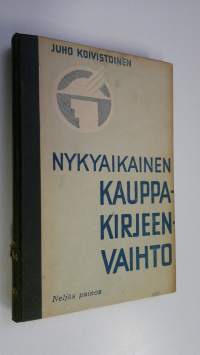 JUHO KOIVISTOINEN
NYKYAIKAINEN
KAUPPA-
KIRJEEN-
VAIHTO
Neljäs painos